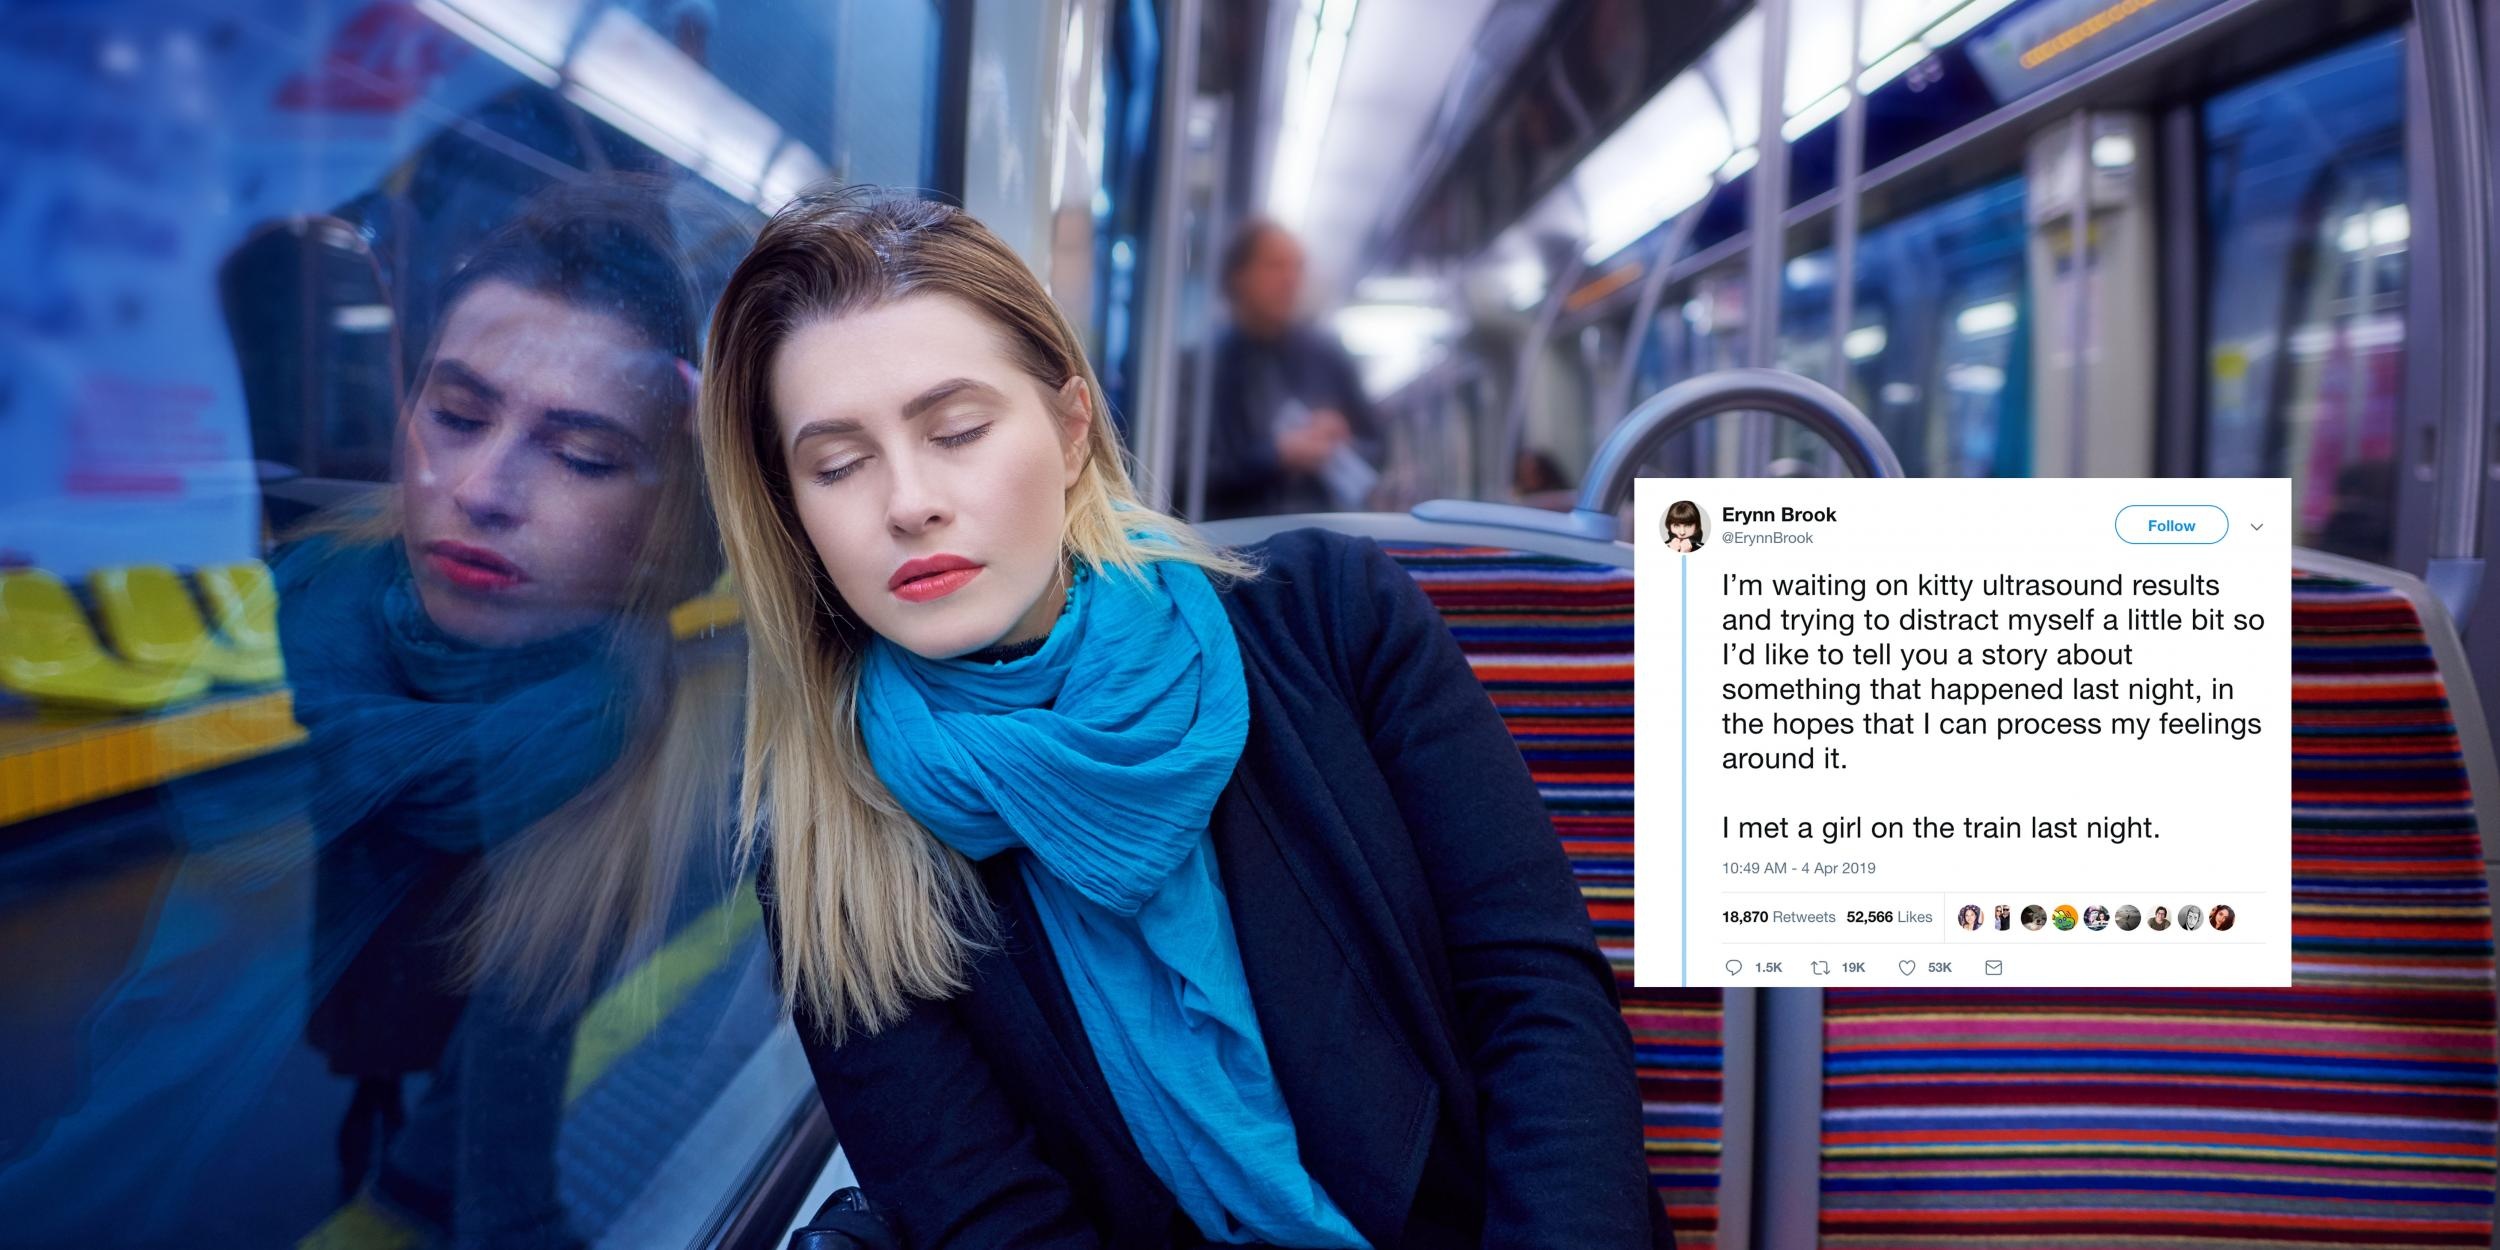 Erynn Brook
@ErynnBrook
Follow
I'm waiting on kitty ultrasound results
and trying to distract myself a little bit so
I'd like to tell you a story about
something that happened last night, in
the hopes that I can process my feelings
around it.
I met a girl on the train last night.
10:49 AM - 4 Apr 2019
18,870 Retweets 52,566 Likes
1.5K 19K 53K